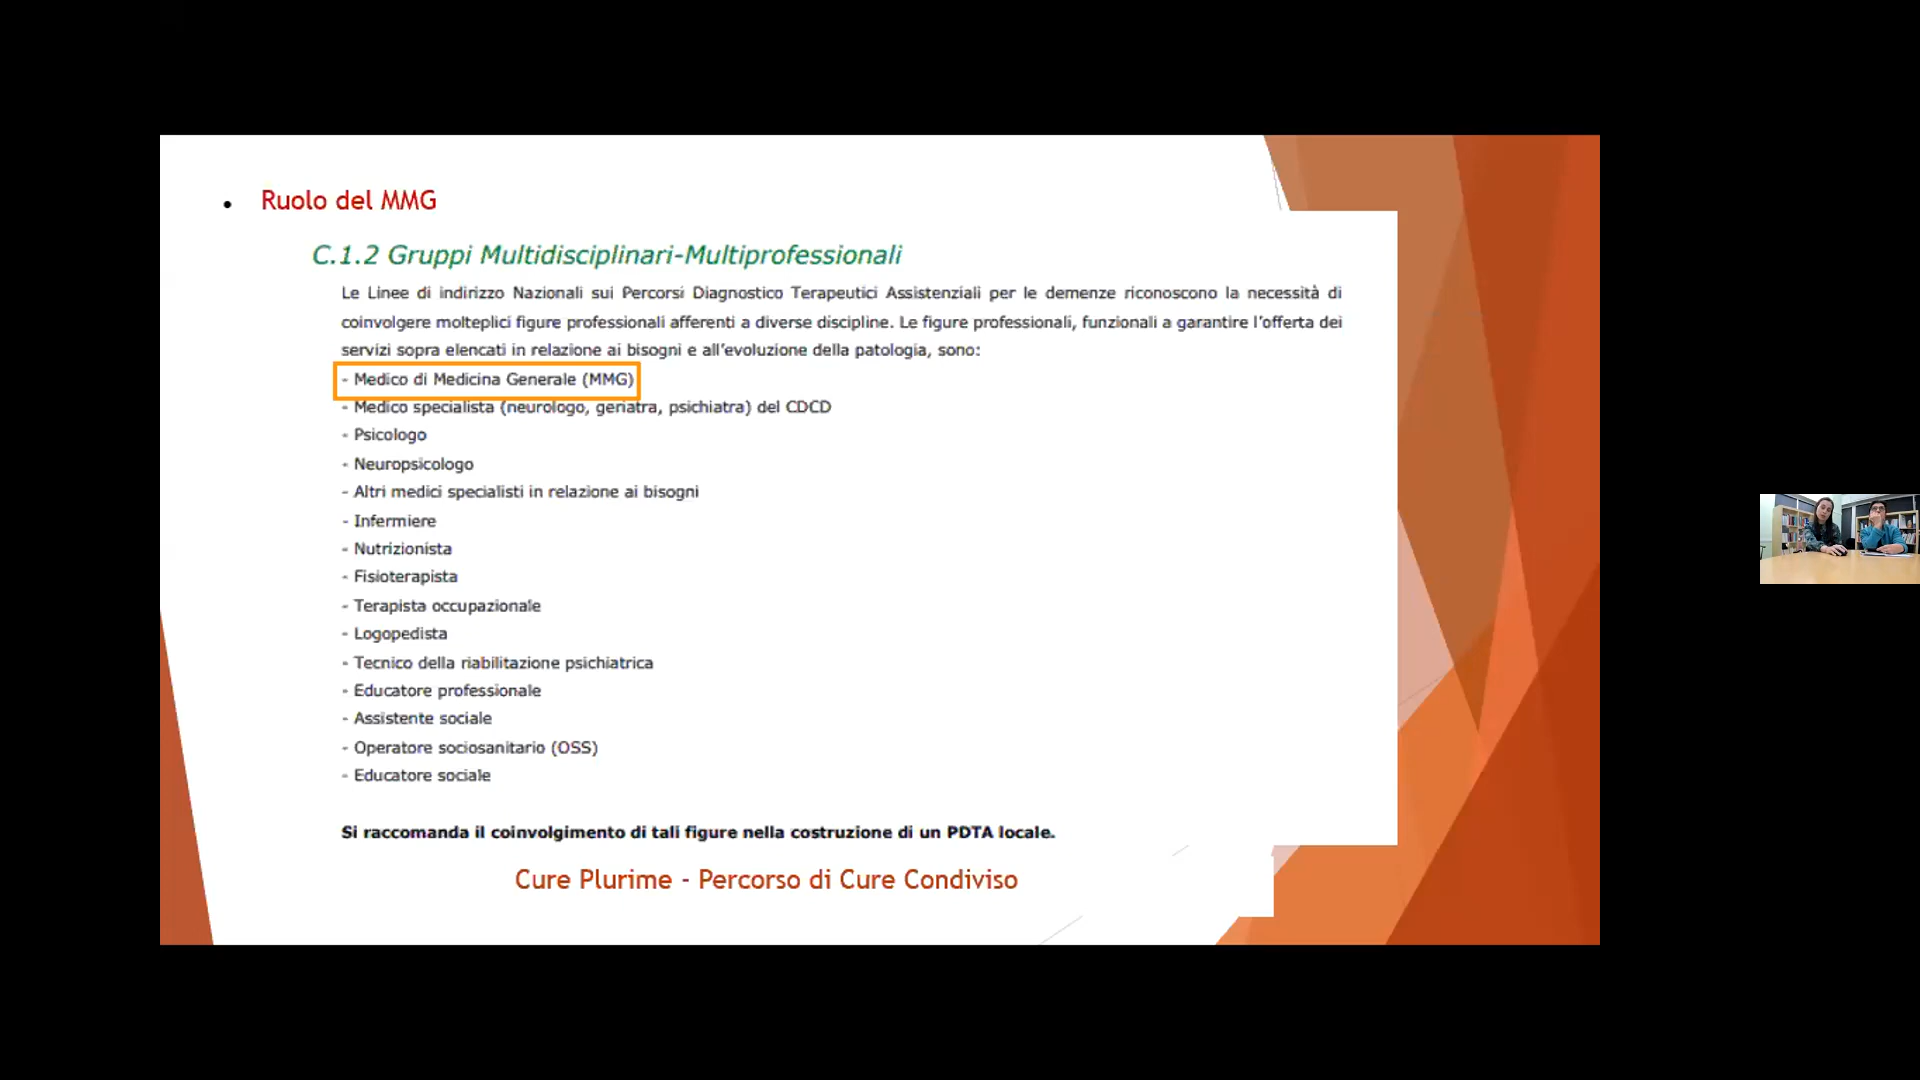 • Ruolo del MMG
C.1.2 Gruppi Multidisciplinari-Multiprofessionali
Le Linee di indirizzo Nazionali sui Percorsi Diagnostico Terapeutici Assistenziali per le demenze riconoscono la necessità di
coinvolgere molteplici figure professionali afferenti a diverse discipline. Le figure professionali, funzionali a garantire l'offerta dei
servizi sopra elencati in relazione ai bisogni e all'evoluzione della patologia, sono:
- Medico di Medicina Generale (MMG)
- Medico specialista (neurologo, geriatra, psichiatra) del CDCD
- Psicologo
- Neuropsicologo
- Altri medici specialisti in relazione ai bisogni
- Infermiere
- Nutrizionista
- Fisioterapista
- Terapista occupazionale
- Logopedista
- Tecnico della riabilitazione psichiatrica
- Educatore professionale
- Assistente sociale
- Operatore sociosanitario (OSS)
- Educatore sociale
Si raccomanda il coinvolgimento di tali figure nella costruzione di un PDTA locale.
Cure Plurime - Percorso di Cure Condiviso